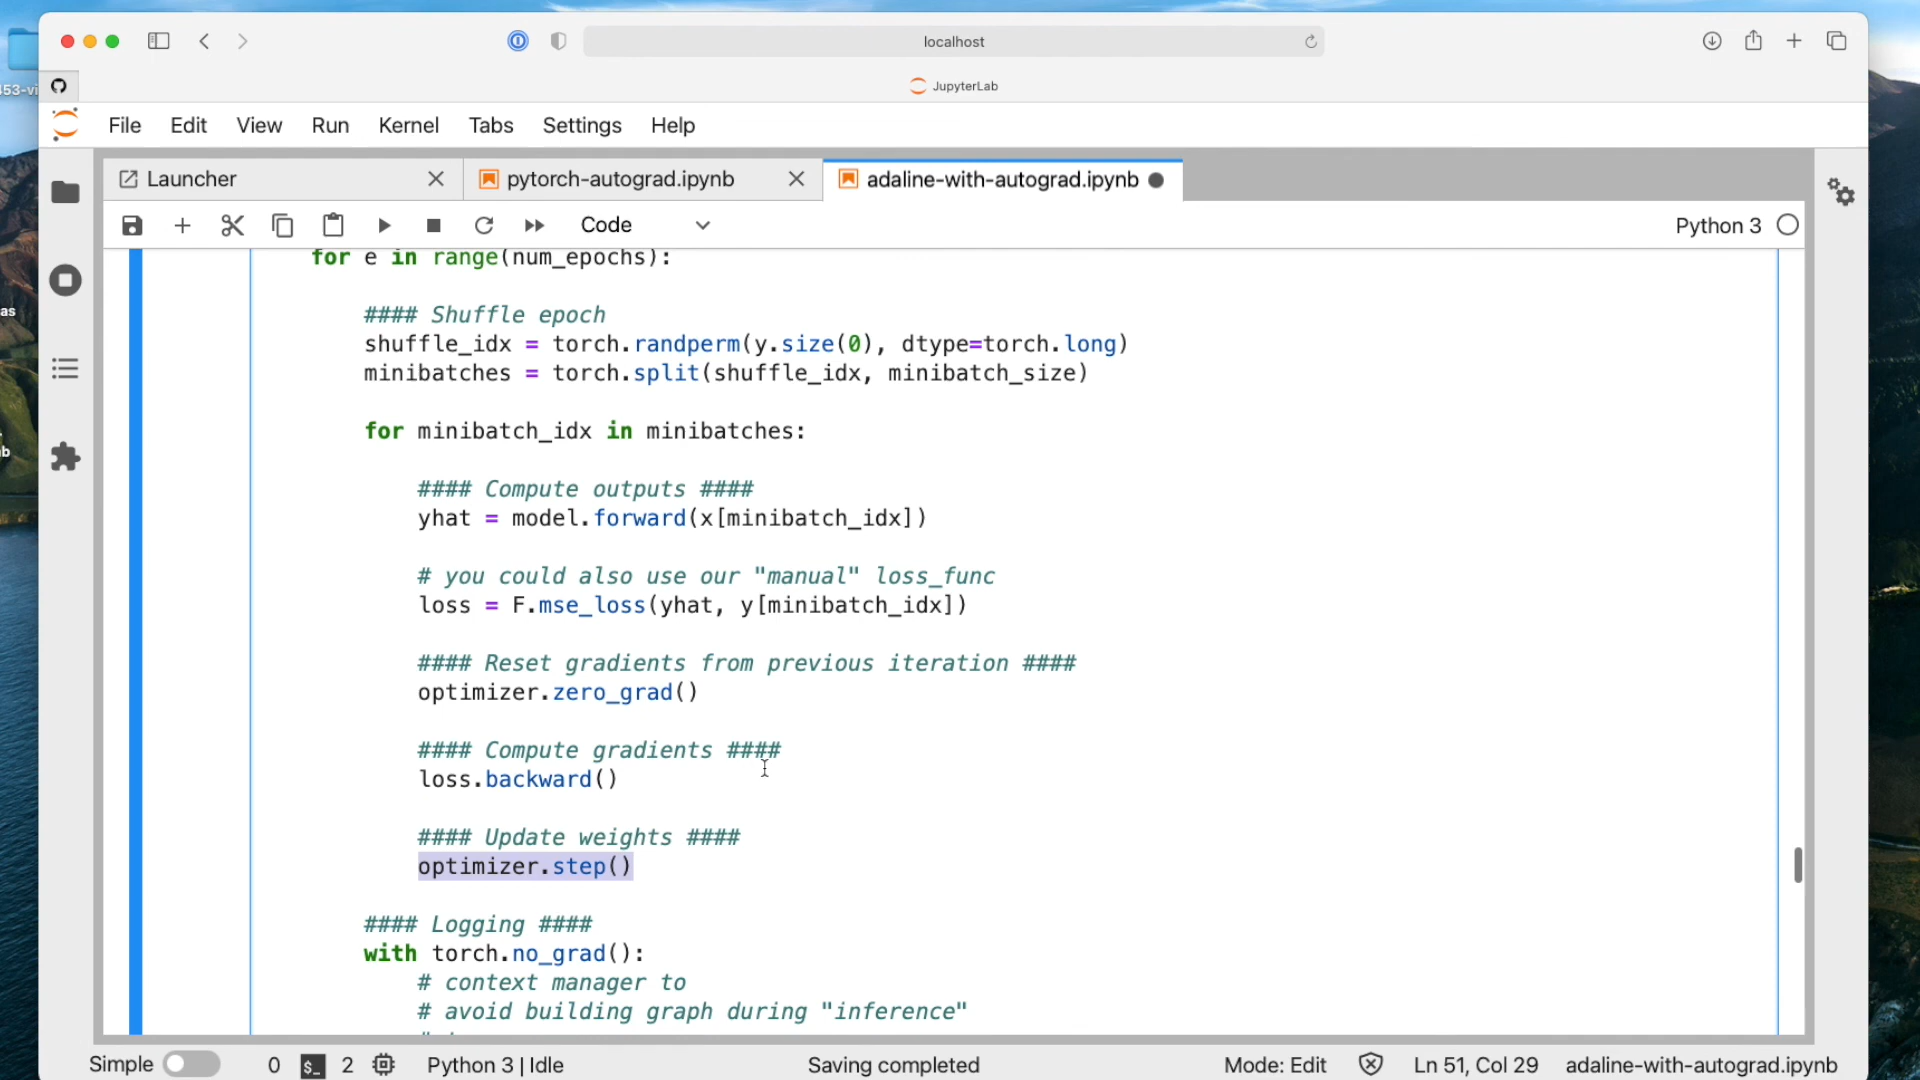 localhost
JupyterLab
453-vi
File Edit View Run Kernel Tabs Settings Help
Launcher
pytorch-autograd.ipynb
adaline-with-autograd.ipynb
Code
Python 3
for e in range(num_epochs):
#### Shuffle epoch
shuffle_idx = torch.randperm(y.size(0), dtype=torch.long)
minibatches = torch.split(shuffle_idx, minibatch_size)
for minibatch_idx in minibatches:
#### Compute outputs ####
yhat = model.forward(x[minibatch_idx])
# you could also use our "manual" loss_func
loss = F.mse_loss(yhat, y[minibatch_idx])
#### Reset gradients from previous iteration ####
optimizer.zero_grad()
#### Compute gradients ####
loss.backward()
#### Update weights ####
optimizer.step()
#### Logging ####
with torch.no_grad():
# context manager to
# avoid building graph during "inference"
as
b
Simple 0 $_ 2 Python 3 | Idle Saving completed Mode: Edit Ln 51, Col 29 adaline-with-autograd.ipynb